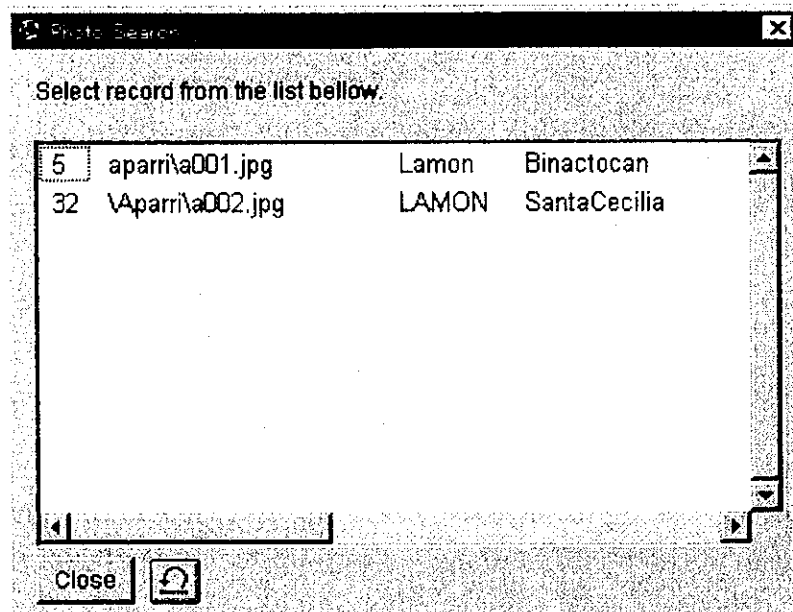 Photo Search
Select record from the list bellow.
5 aparri\a001.jpg Lamon Binactocan
32 \Aparri\a002.jpg LAMON SantaCecilia
Close